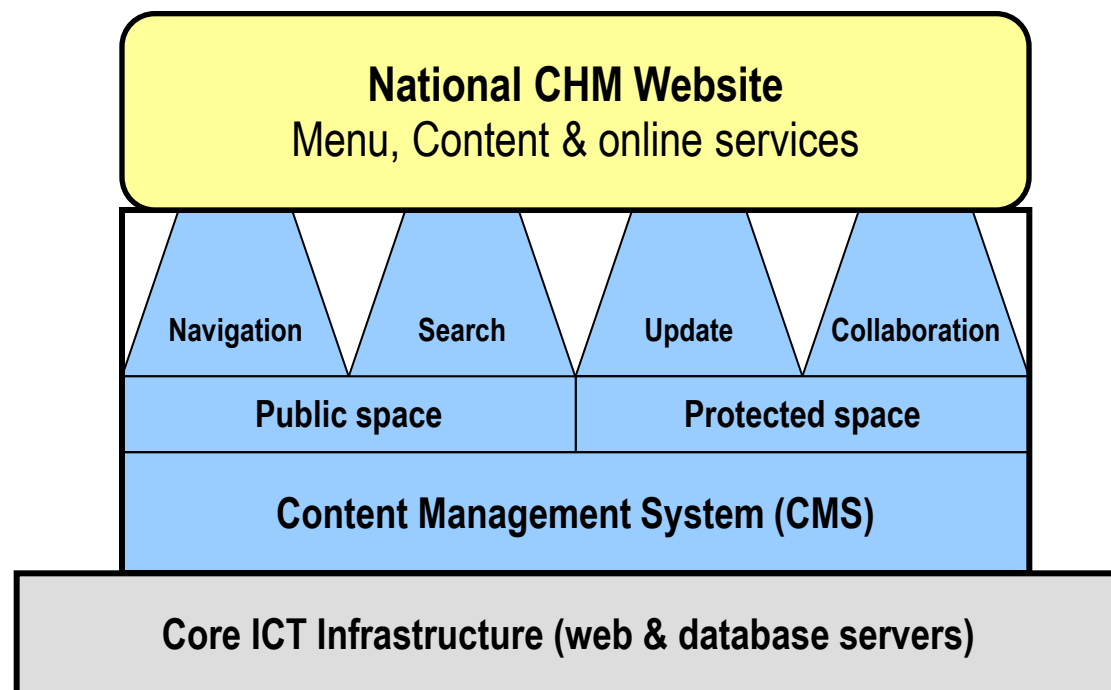 National CHM Website
Menu, Content & online services
Navigation
Search
Update
Collaboration
Public space
Protected space
Content Management System (CMS)
Core ICT Infrastructure (web & database servers)